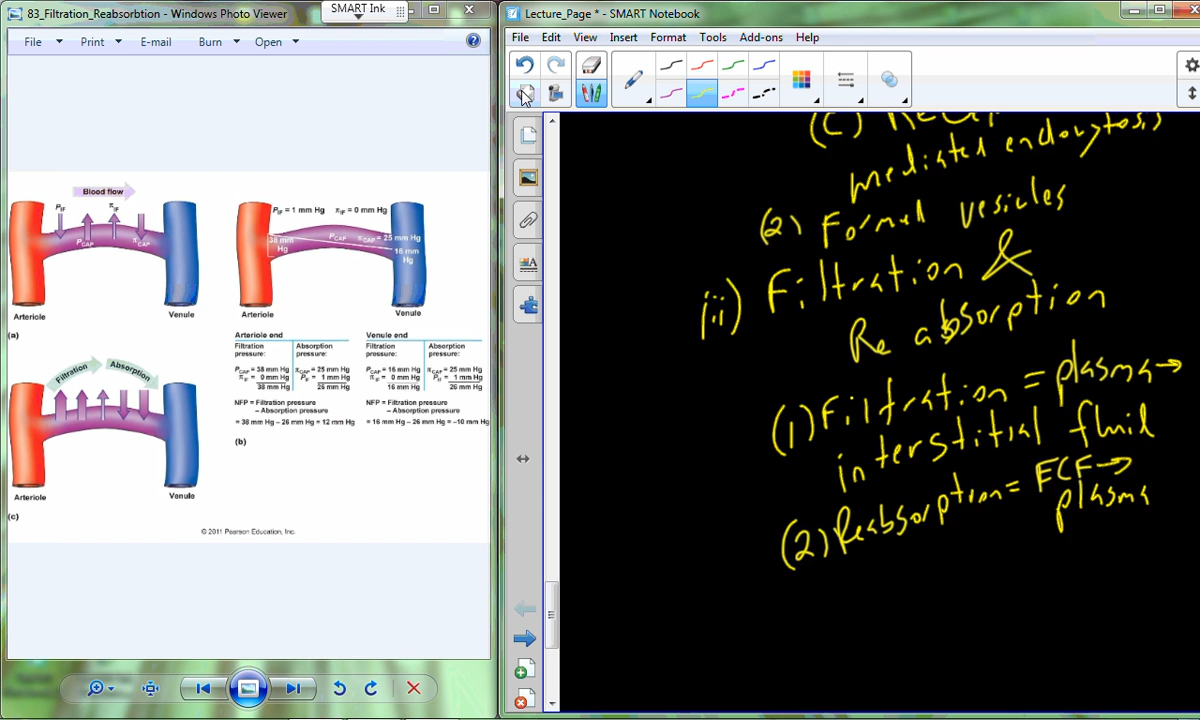 83_Filtration_Reabsorbtion - Windows Photo Viewer
SMART Ink
File Print E-mail Burn Open
Blood flow
P_IF π_IF
P_CAP π_CAP
Arteriole Venule
(a)
P_IF = 1 mm Hg π_IF = 0 mm Hg
38 mm Hg
P_CAP π_CAP = 25 mm Hg
16 mm Hg
Arteriole Venule
Arteriole end Venule end
Filtration pressure: Absorption pressure: Filtration pressure: Absorption pressure:
P_CAP = 38 mm Hg π_CAP = 25 mm Hg P_CAP = 16 mm Hg π_CAP = 25 mm Hg
π_IF = 0 mm Hg P_IF = 1 mm Hg π_IF = 0 mm Hg P_IF = 1 mm Hg
38 mm Hg 26 mm Hg 16 mm Hg 26 mm Hg
NFP = Filtration pressure NFP = Filtration pressure
– Absorption pressure – Absorption pressure
= 38 mm Hg – 26 mm Hg = 12 mm Hg = 16 mm Hg – 26 mm Hg = –10 mm Hg
(b)
Filtration Absorption
Arteriole Venule
(c)
© 2011 Pearson Education, Inc.
Lecture_Page * - SMART Notebook
File Edit View Insert Format Tools Add-ons Help
(c)
mediated endocytosis
(2) Formed vesicles
(ii) Filtration &
Reabsorption
(1) Filtration = plasma →
interstitial fluid
(2) Reabsorption = ECF →
plasma